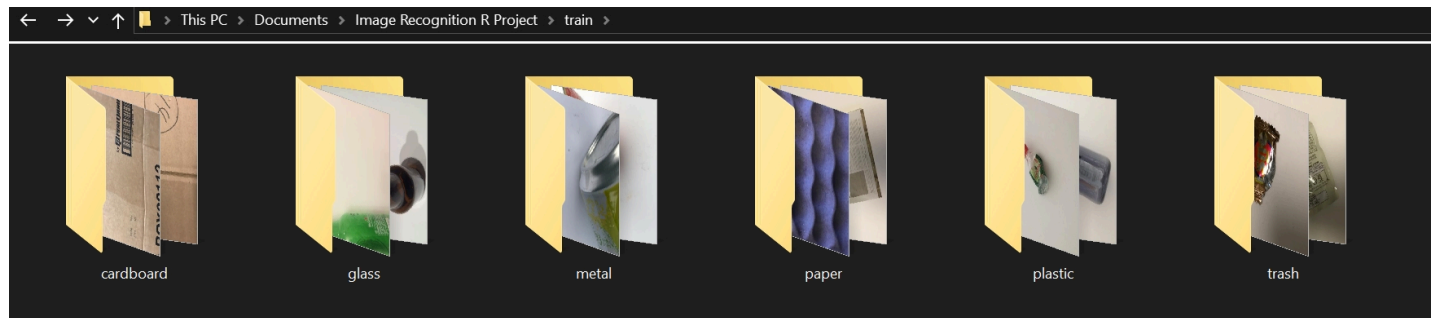 This PC > Documents > Image Recognition R Project > train >
cardboard
glass
metal
paper
plastic
trash